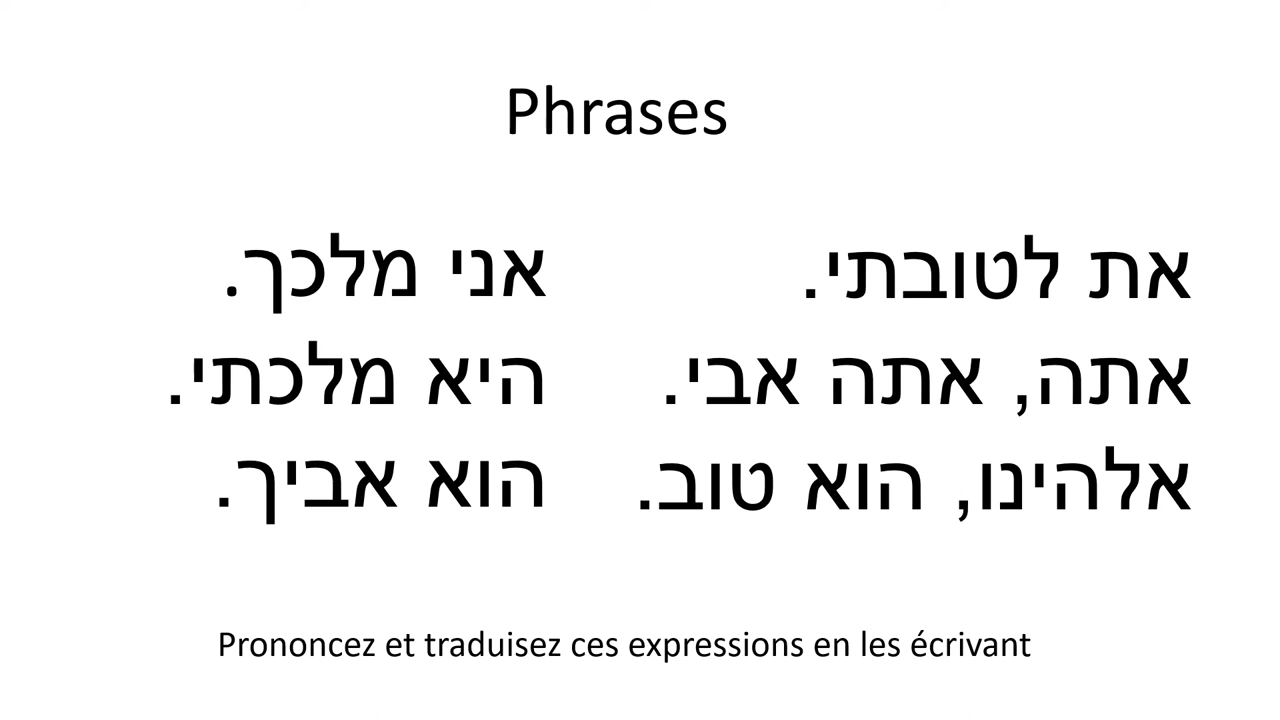 Phrases
את לטובתי.
אתה, אתה אבי.
אלהינו, הוא טוב.
אני מלכך.
היא מלכתי.
הוא אביך.
Prononcez et traduisez ces expressions en les écrivant